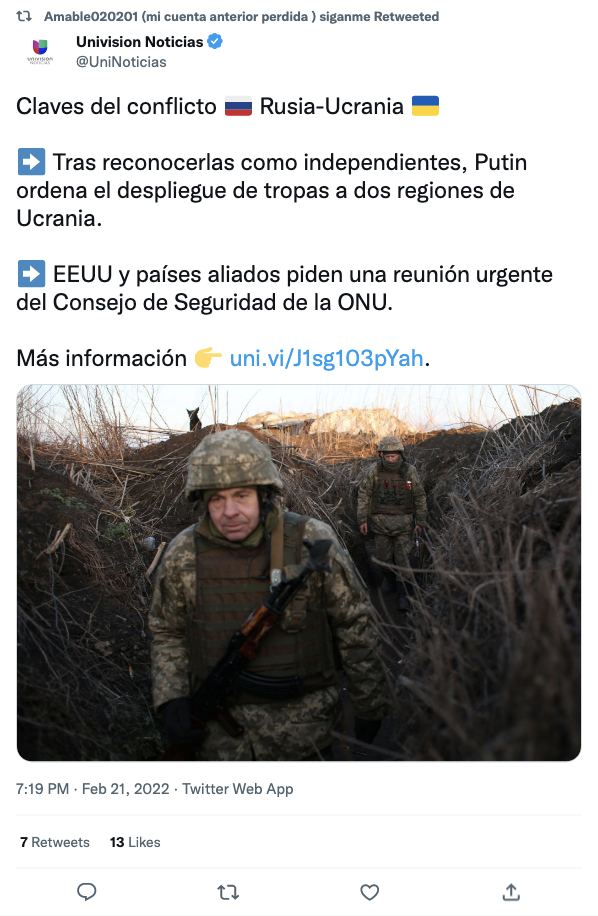 Amable020201 (mi cuenta anterior perdida ) siganme Retweeted
Univision Noticias
UNIVISION
NOTICIAS
@UniNoticias
Claves del conflicto 🇷🇺 Rusia-Ucrania 🇺🇦
➡️ Tras reconocerlas como independientes, Putin
ordena el despliegue de tropas a dos regiones de
Ucrania.
➡️ EEUU y países aliados piden una reunión urgente
del Consejo de Seguridad de la ONU.
Más información 👉 uni.vi/J1sg103pYah.
7:19 PM · Feb 21, 2022 · Twitter Web App
7 Retweets 13 Likes